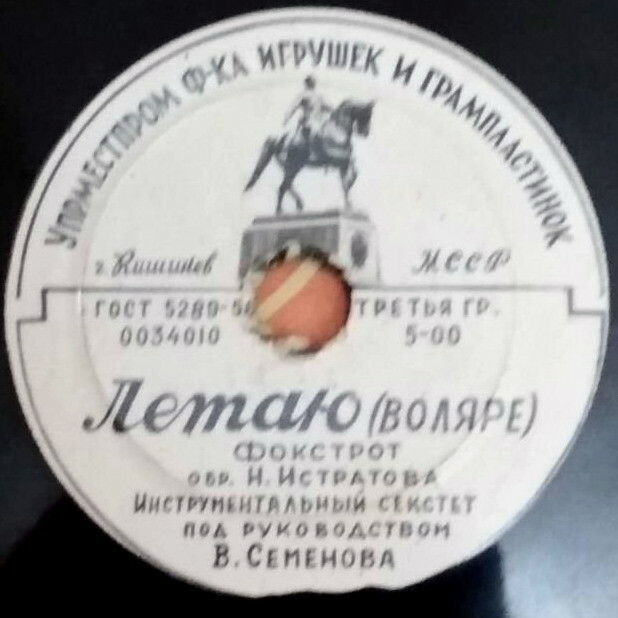 УПРМЕСТПРОМ Ф-КА ИГРУШЕК И ГРАМПЛАСТИНОК
г. Кишинев МССР
ГОСТ 5289-5 ТРЕТЬЯ ГР.
0034010 5-00
Летаю (ВОЛЯРЕ)
ФОКСТРОТ
ОБР. Н. ИСТРАТОВА
ИНСТРУМЕНТАЛЬНЫЙ СЕКСТЕТ
ПОД РУКОВОДСТВОМ
В. СЕМЕНОВА